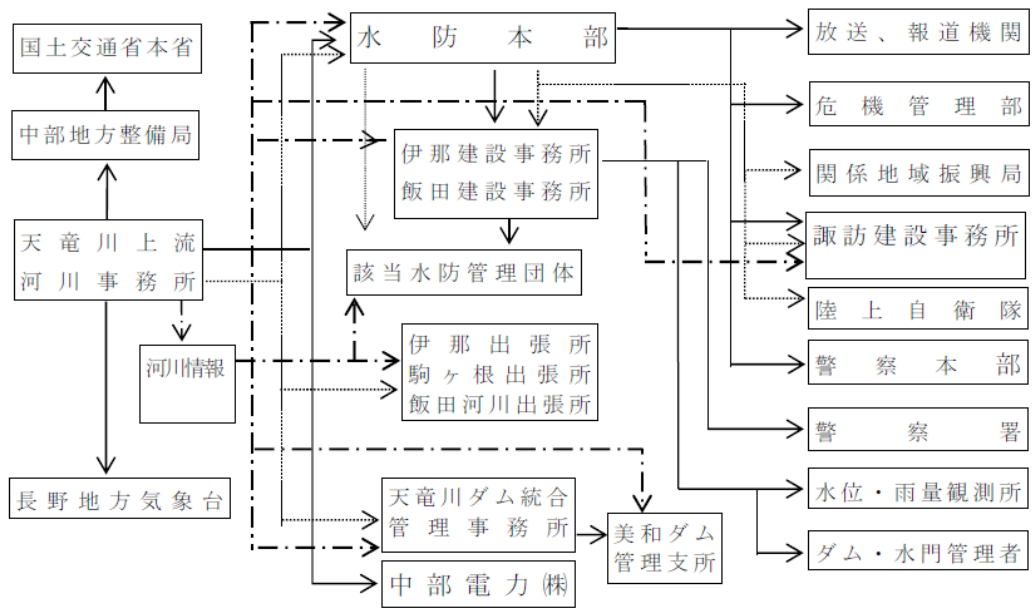 国土交通省本省
中部地方整備局
天竜川上流
河川事務所
河川情報
長野地方気象台
水防本部
伊那建設事務所
飯田建設事務所
該当水防管理団体
伊那出張所
駒ヶ根出張所
飯田河川出張所
天竜川ダム統合
管理事務所
中部電力㈱
美和ダム
管理支所
放送、報道機関
危機管理部
関係地域振興局
諏訪建設事務所
陸上自衛隊
警察本部
警察署
水位・雨量観測所
ダム・水門管理者